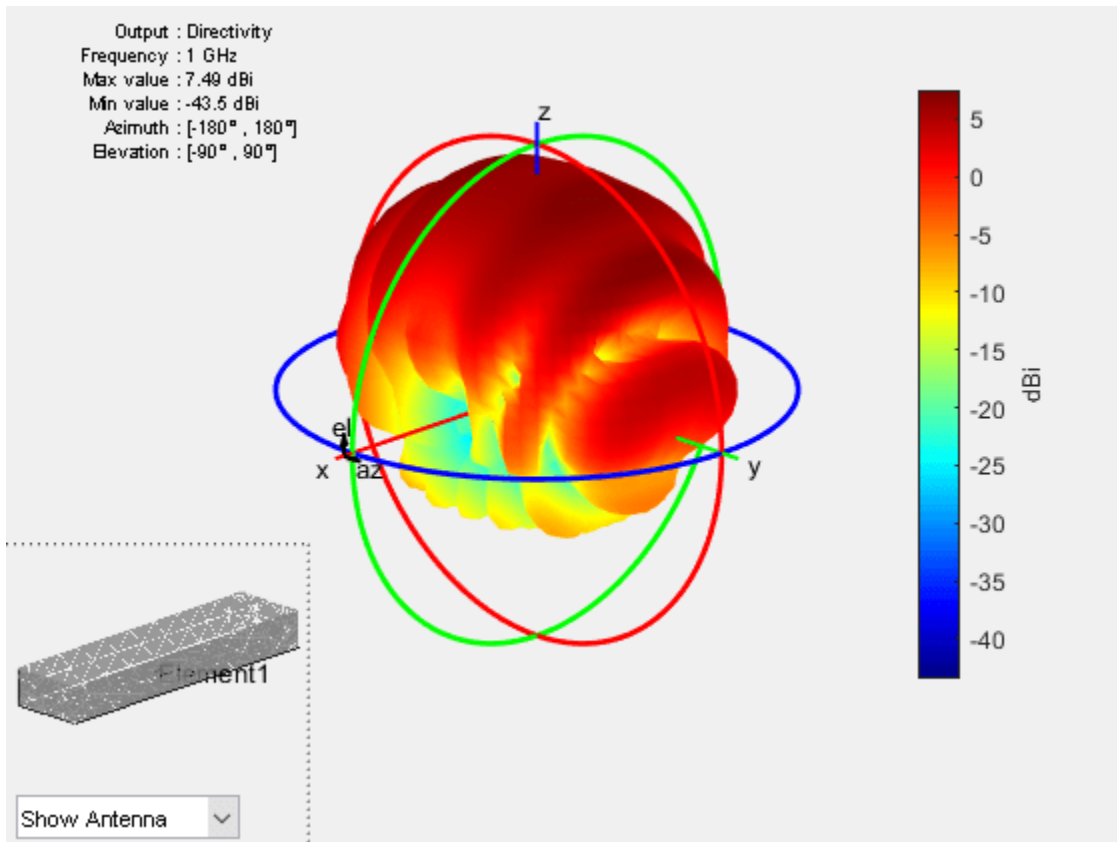 Output : Directivity
Frequency : 1 GHz
Max value : 7.49 dBi
Min value : -43.5 dBi
Azimuth : [-180° , 180°]
Elevation : [-90° , 90°]
z
el
x
az
y
5
0
-5
-10
-15
-20
-25
-30
-35
-40
dBi
Element1
Show Antenna